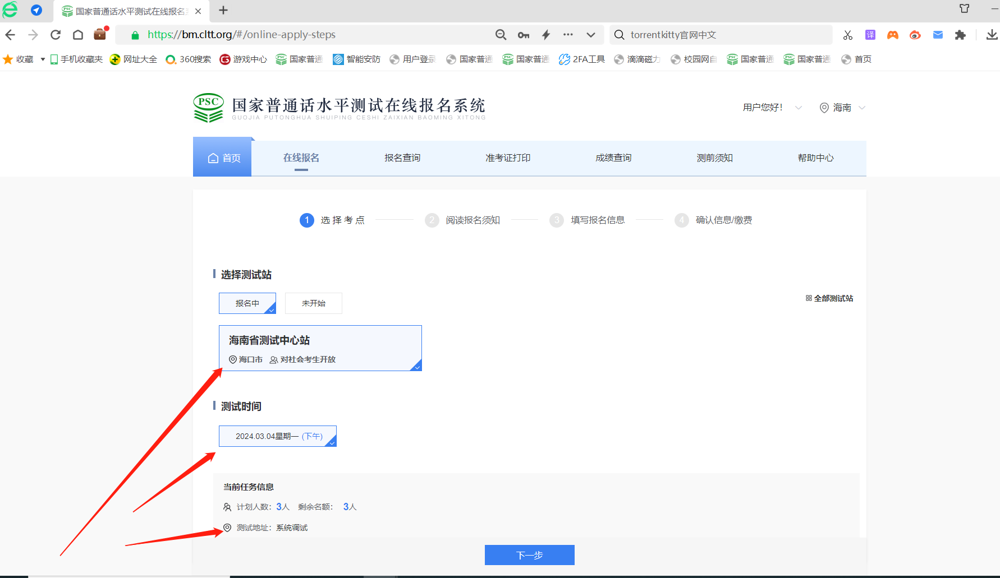 国家普通话水平测试在线报名
https://bm.cltt.org/#/online-apply-steps
torrentkitty官网中文
译
收藏 手机收藏夹 网址大全 360搜索 游戏中心 国家普通 智能安防 用户登录 国家普通 国家普通 2FA工具 滴滴磁力 校园网自 国家普通 国家普通 首页
PSC 国家普通话水平测试在线报名系统
GUOJIA PUTONGHUA SHUIPING CESHI ZAIXIAN BAOMING XITONG
用户您好！ 海南
首页 在线报名 报名查询 准考证打印 成绩查询 测前须知 帮助中心
1 选择考点 2 阅读报名须知 3 填写报名信息 4 确认信息/缴费
选择测试站
报名中 未开始 全部测试站
海南省测试中心站
海口市 对社会考生开放
测试时间
2024.03.04星期一 (下午)
当前任务信息
计划人数：3人 剩余名额：3人
测试地址：系统调试
下一步